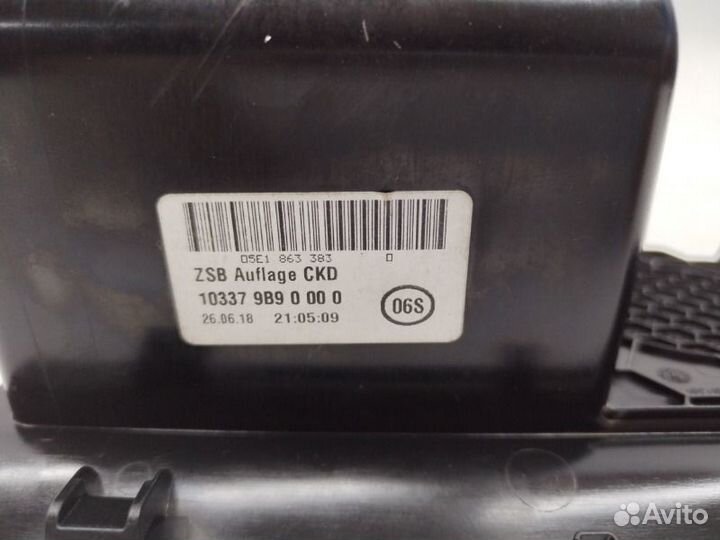 05E1 863 383 0
ZSB Auflage CKD
10337 9B9 0 00 0
06S
26.06.18 21:05:09
Avito